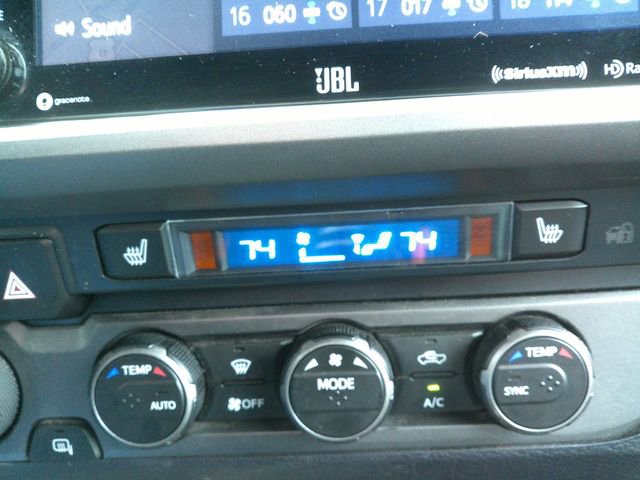 Sound
16 060
17 017
JBL
gracenote
SiriusXM
HD Ra
74
74
TEMP
AUTO
OFF
MODE
A/C
TEMP
SYNC